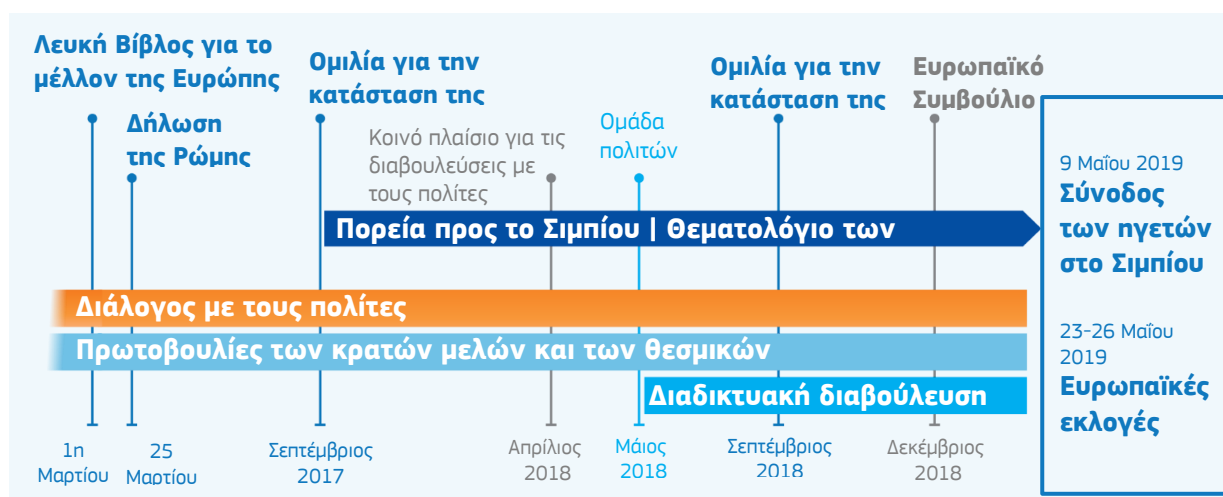 Λευκή Βίβλος για το
μέλλον της Ευρώπης
Δήλωση
της Ρώμης
Ομιλία για την
κατάσταση της
Κοινό πλαίσιο για τις
διαβουλεύσεις με
τους πολίτες
Ομάδα
πολιτών
Ομιλία για την
κατάσταση της
Ευρωπαϊκό
Συμβούλιο
Πορεία προς το Σιμπίου | Θεματολόγιο των
Διάλογος με τους πολίτες
Πρωτοβουλίες των κρατών μελών και των θεσμικών
Διαδικτυακή διαβούλευση
1η
Μαρτίου
25
Μαρτίου
Σεπτέμβριος
2017
Απρίλιος
2018
Μάιος
2018
Σεπτέμβριος
2018
Δεκέμβριος
2018
9 Μαΐου 2019
Σύνοδος
των ηγετών
στο Σιμπίου
23-26 Μαΐου
2019
Ευρωπαϊκές
εκλογές